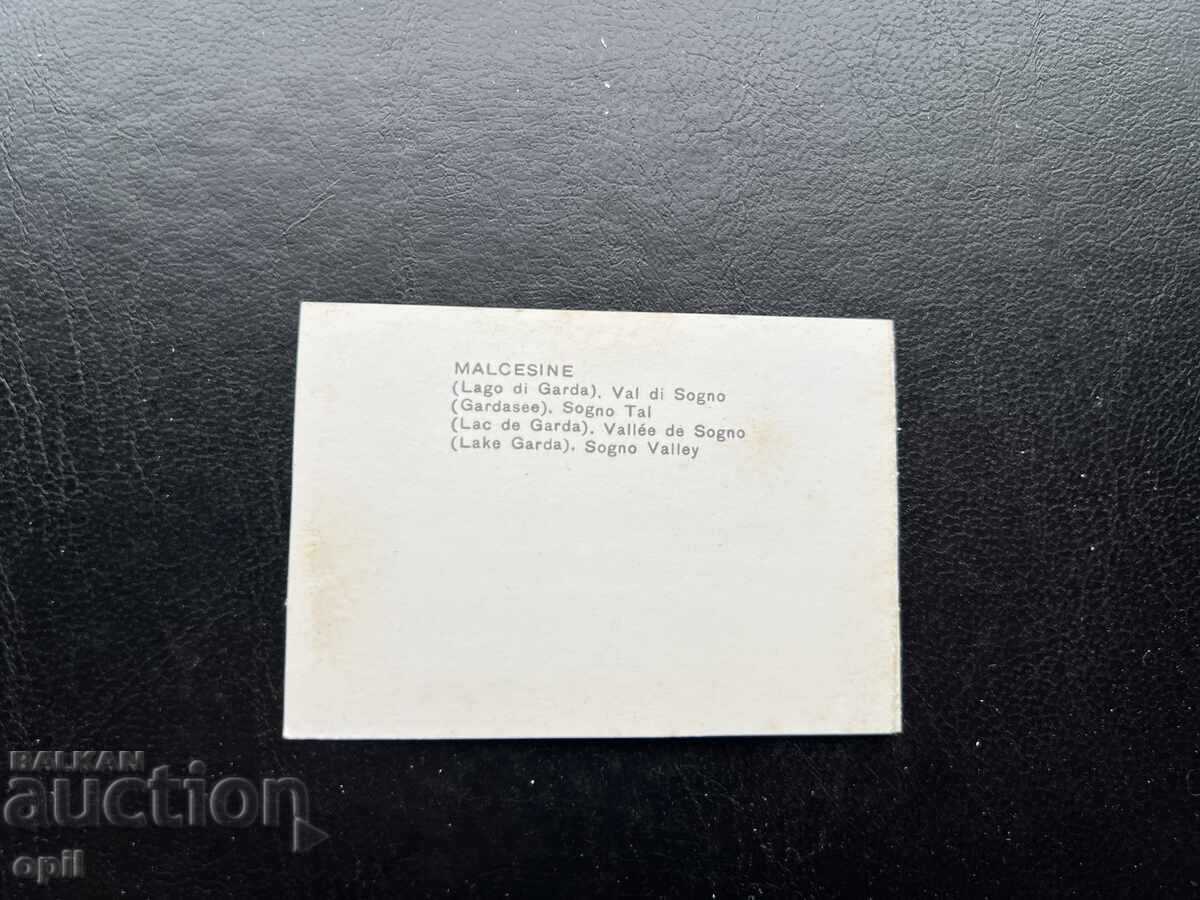 MALCESINE
(Lago di Garda). Val di Sogno
(Gardasee). Sogno Tal
(Lac de Garda). Vallée de Sogno
(Lake Garda). Sogno Valley
BALKAN
auction
opil